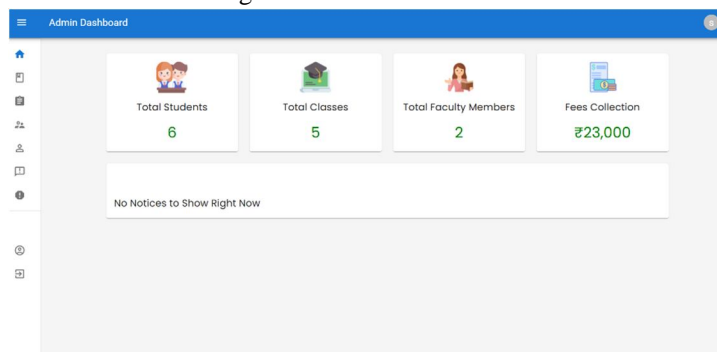 Admin Dashboard
S
Total Students
6
Total Classes
5
Total Faculty Members
2
Fees Collection
₹23,000
No Notices to Show Right Now